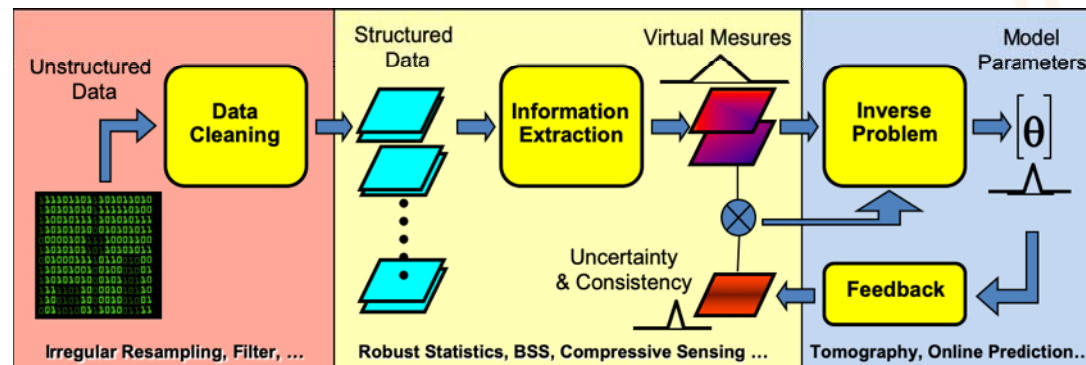 Unstructured
Data
Data
Cleaning
Structured
Data
Information
Extraction
Virtual Mesures
Inverse
Problem
Model
Parameters
[θ]
Uncertainty
& Consistency
Feedback
Irregular Resampling, Filter, ...
Robust Statistics, BSS, Compressive Sensing ...
Tomography, Online Prediction...